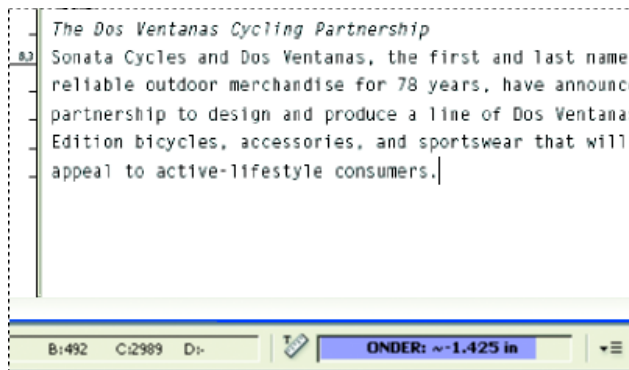 The Dos Ventanas Cycling Partnership
8,3 Sonata Cycles and Dos Ventanas, the first and last name
reliable outdoor merchandise for 78 years, have announc
partnership to design and produce a line of Dos Ventana
Edition bicycles, accessories, and sportswear that will
appeal to active-lifestyle consumers.
B:492 C:2989 D:- T ONDER: ~-1.425 in